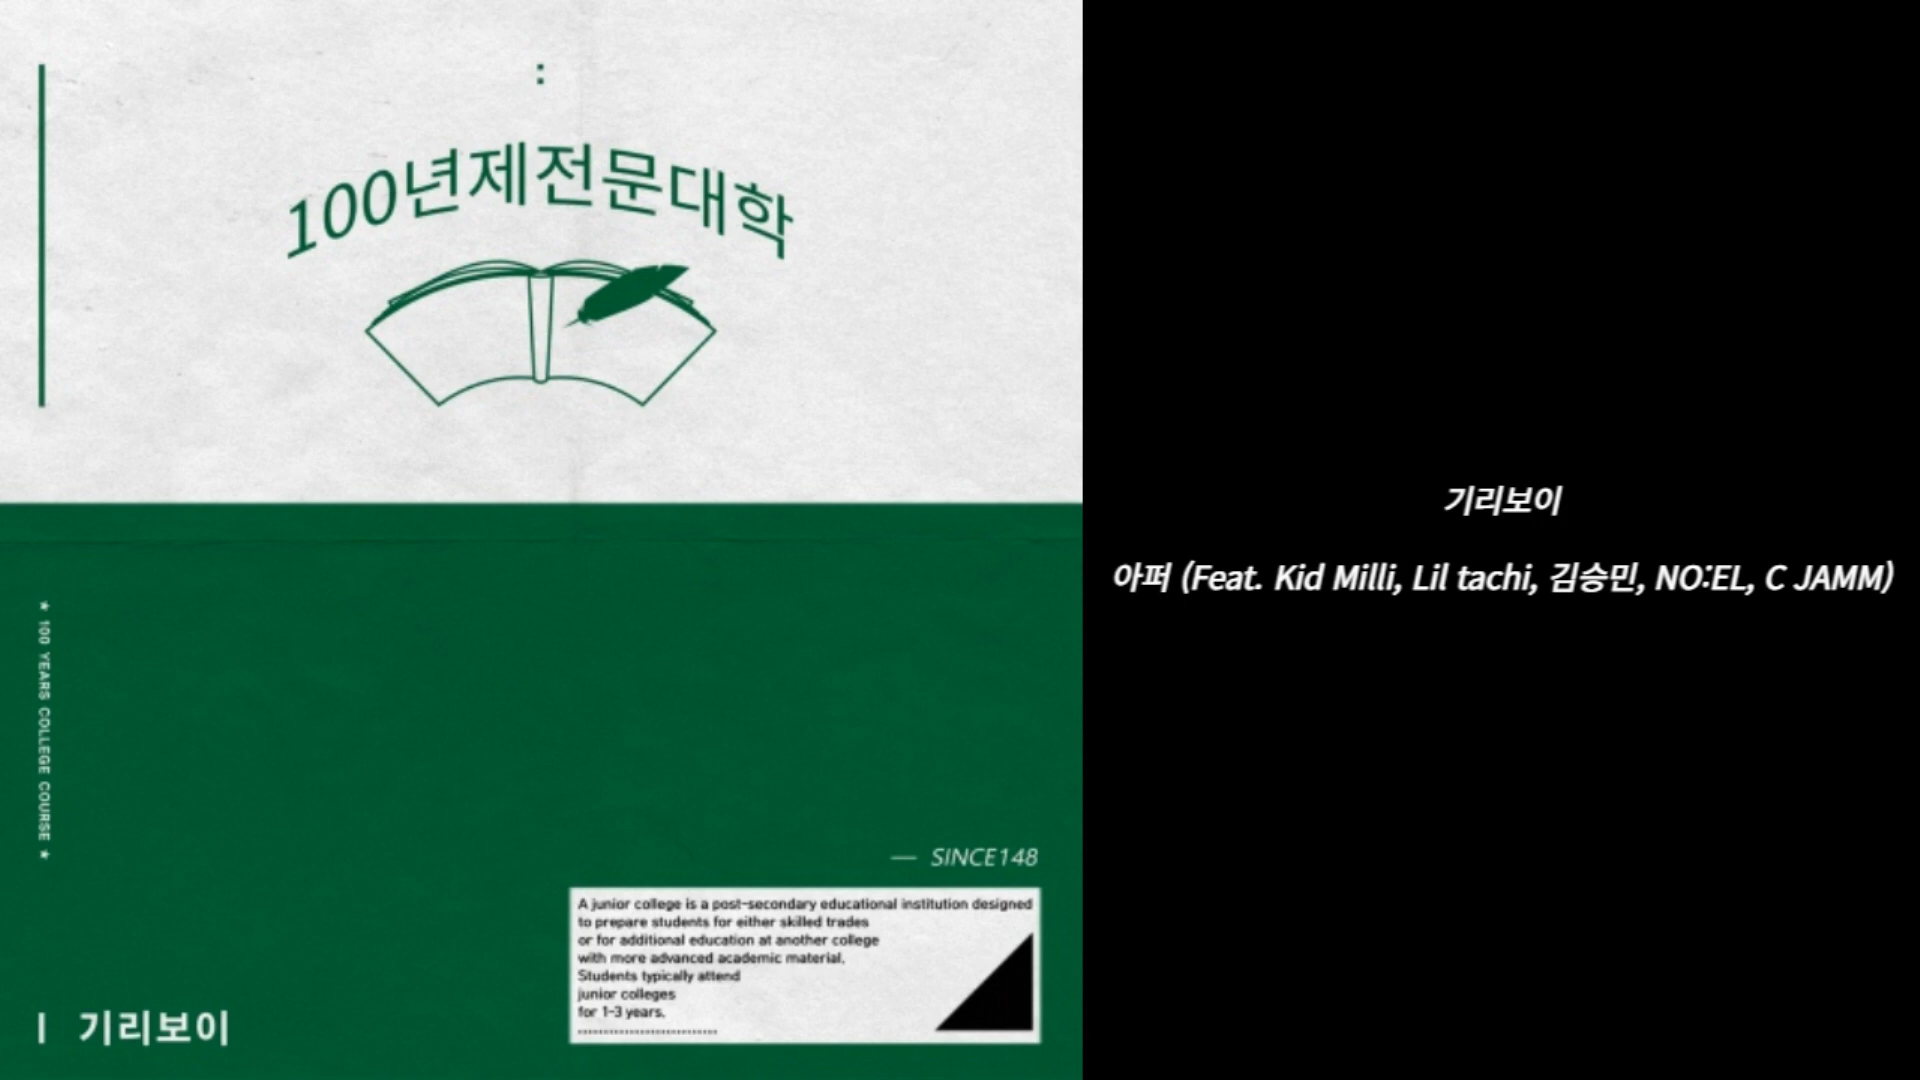 :
100년제전문대학
★ 100 YEARS COLLEGE COURSE ★
— SINCE148
A junior college is a post-secondary educational institution designed
to prepare students for either skilled trades
or for additional education at another college
with more advanced academic material.
Students typically attend
junior colleges
for 1-3 years.
| 기리보이
기리보이
아퍼 (Feat. Kid Milli, Lil tachi, 김승민, NO:EL, C JAMM)